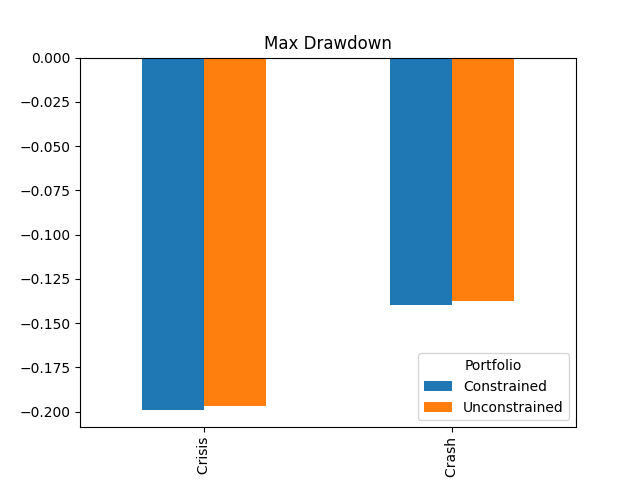 Max Drawdown
0.000
−0.025
−0.050
−0.075
−0.100
−0.125
−0.150
−0.175
−0.200
Portfolio
Constrained
Unconstrained
Crisis
Crash